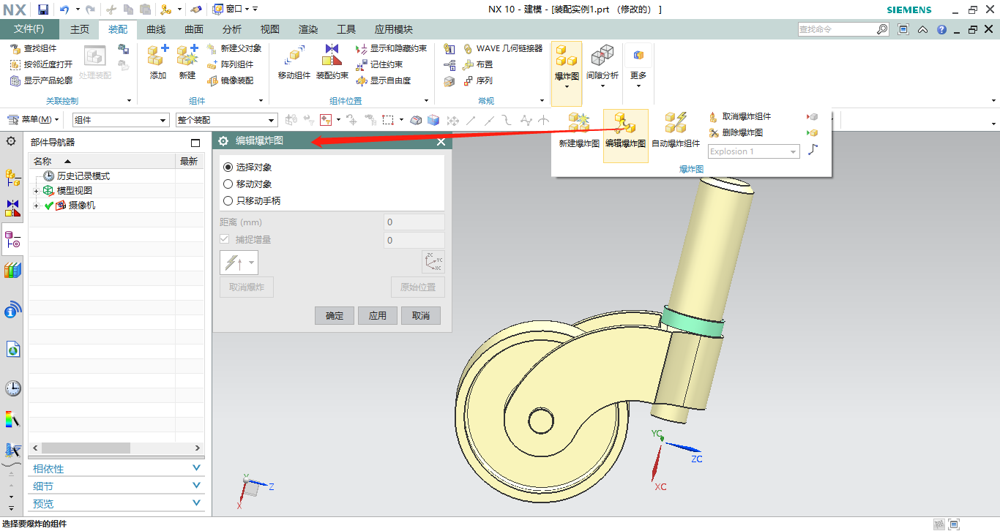 NX 窗口 NX 10 - 建模 - [装配实例1.prt （修改的） ] SIEMENS
文件(F) 主页 装配 曲线 曲面 分析 视图 渲染 工具 应用模块 查找命令
查找组件
按邻近度打开
显示产品轮廓
处理装配
关联控制
添加
新建
新建父对象
阵列组件
镜像装配
组件
移动组件
装配约束
显示和隐藏约束
记住约束
显示自由度
组件位置
WAVE 几何链接器
布置
序列
常规
爆炸图
间隙分析
更多
菜单(M) 组件 整个装配
新建爆炸图
编辑爆炸图
自动爆炸组件
取消爆炸组件
删除爆炸图
Explosion 1
爆炸图
部件导航器
名称 最新
历史记录模式
模型视图
摄像机
相依性
细节
预览
编辑爆炸图
选择对象
移动对象
只移动手柄
距离 (mm) 0
捕捉增量 0
ZC
YC
XC
取消爆炸 原始位置
确定 应用 取消
YC
ZC
XC
Y
Z
X
选择要爆炸的组件